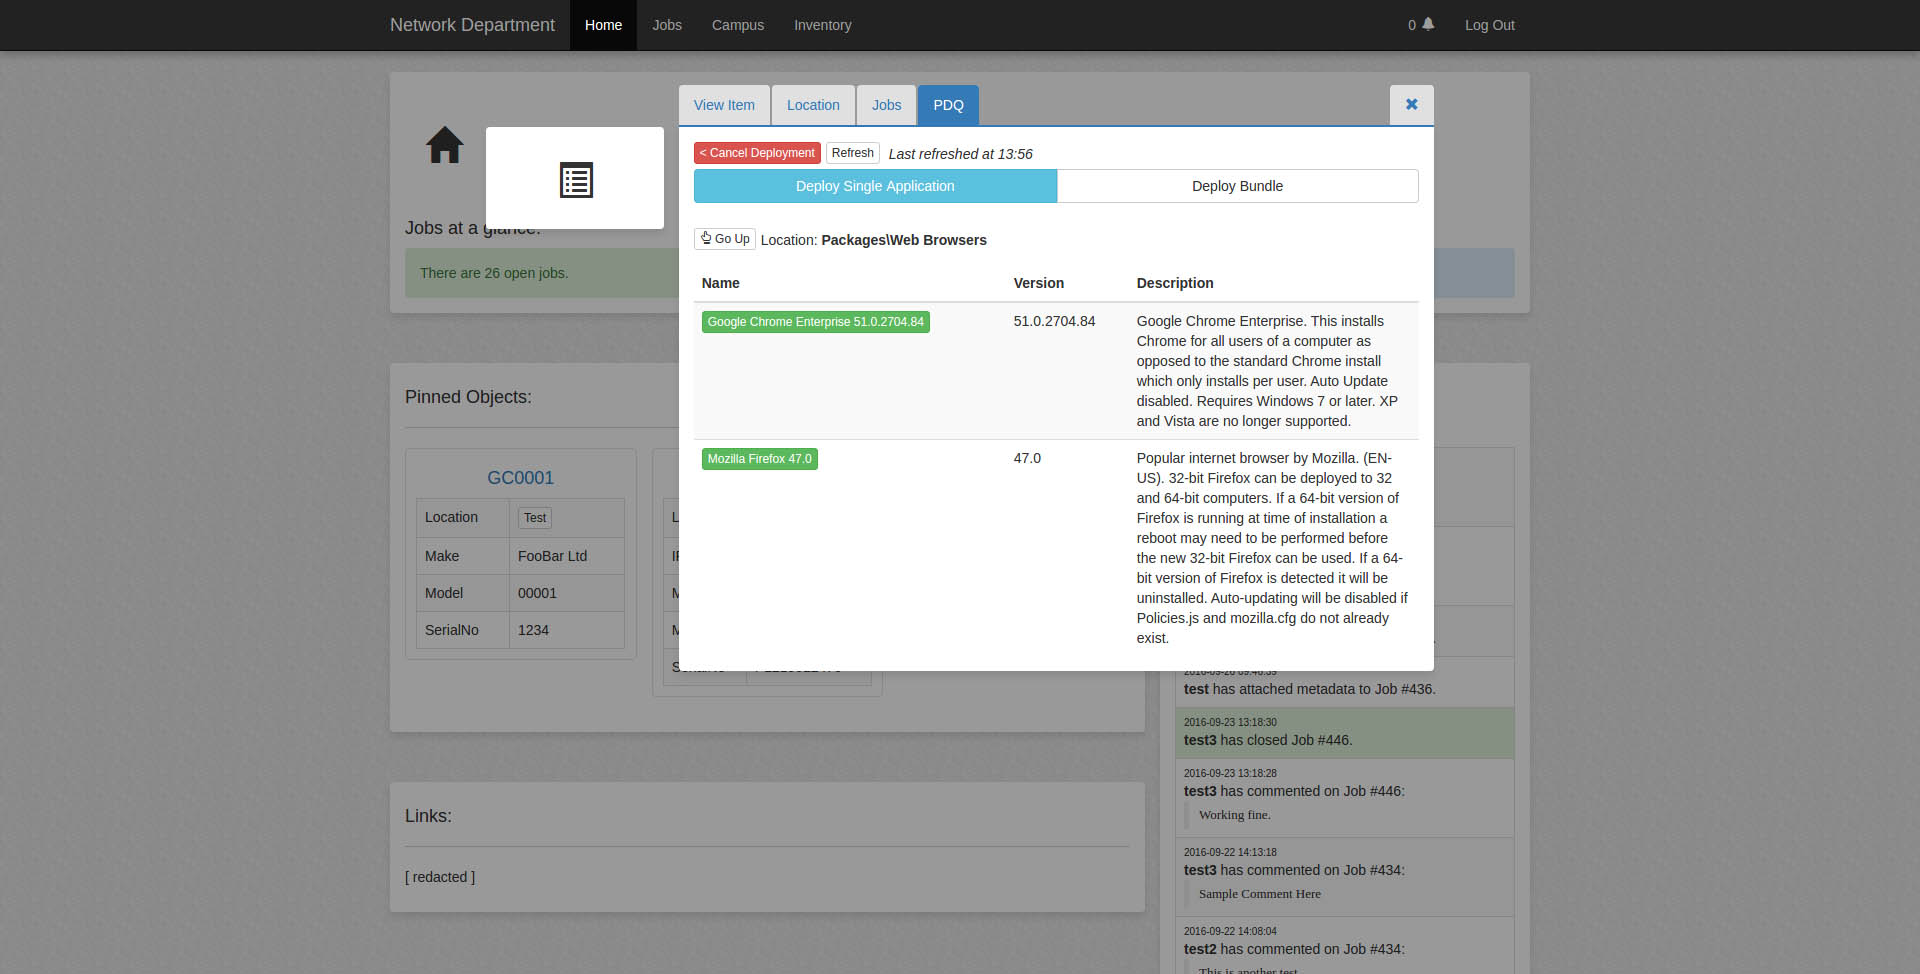 Network Department Home Jobs Campus Inventory 0 Log Out
View Item Location Jobs PDQ
< Cancel Deployment Refresh Last refreshed at 13:56
Deploy Single Application Deploy Bundle
Go Up Location: Packages\Web Browsers
Name Version Description
Google Chrome Enterprise 51.0.2704.84 51.0.2704.84 Google Chrome Enterprise. This installs
Chrome for all users of a computer as
opposed to the standard Chrome install
which only installs per user. Auto Update
disabled. Requires Windows 7 or later. XP
and Vista are no longer supported.
Mozilla Firefox 47.0 47.0 Popular internet browser by Mozilla. (EN-
US). 32-bit Firefox can be deployed to 32
and 64-bit computers. If a 64-bit version of
Firefox is running at time of installation a
reboot may need to be performed before
the new 32-bit Firefox can be used. If a 64-
bit version of Firefox is detected it will be
uninstalled. Auto-updating will be disabled if
Policies.js and mozilla.cfg do not already
exist.
Jobs at a glance:
There are 26 open jobs.
Pinned Objects:
GC0001
Location Test
Make FooBar Ltd
Model 00001
SerialNo 1234
Links:
[ redacted ]
2016-09-26 09:46:39
test has attached metadata to Job #436.
2016-09-23 13:18:30
test3 has closed Job #446.
2016-09-23 13:18:28
test3 has commented on Job #446:
Working fine.
2016-09-22 14:13:18
test3 has commented on Job #434:
Sample Comment Here
2016-09-22 14:08:04
test2 has commented on Job #434:
This is another test